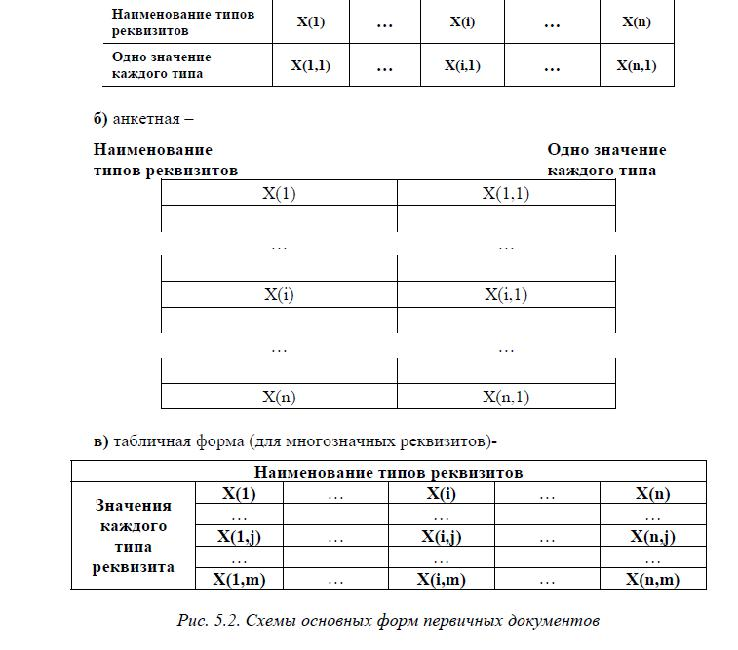 Наименование типов X(1) … X(i) … X(n)
реквизитов
Одно значение X(1,1) … X(i,1) … X(n,1)
каждого типа
б) анкетная –
Наименование Одно значение
типов реквизитов каждого типа
X(1) X(1,1)
… …
X(i) X(i,1)
… …
X(n) X(n,1)
в) табличная форма (для многозначных реквизитов)-
Наименование типов реквизитов
Значения каждого типа реквизита
X(1) … X(i) … X(n)
… … …
X(1,j) … X(i,j) … X(n,j)
… … …
X(1,m) … X(i,m) … X(n,m)
Рис. 5.2. Схемы основных форм первичных документов